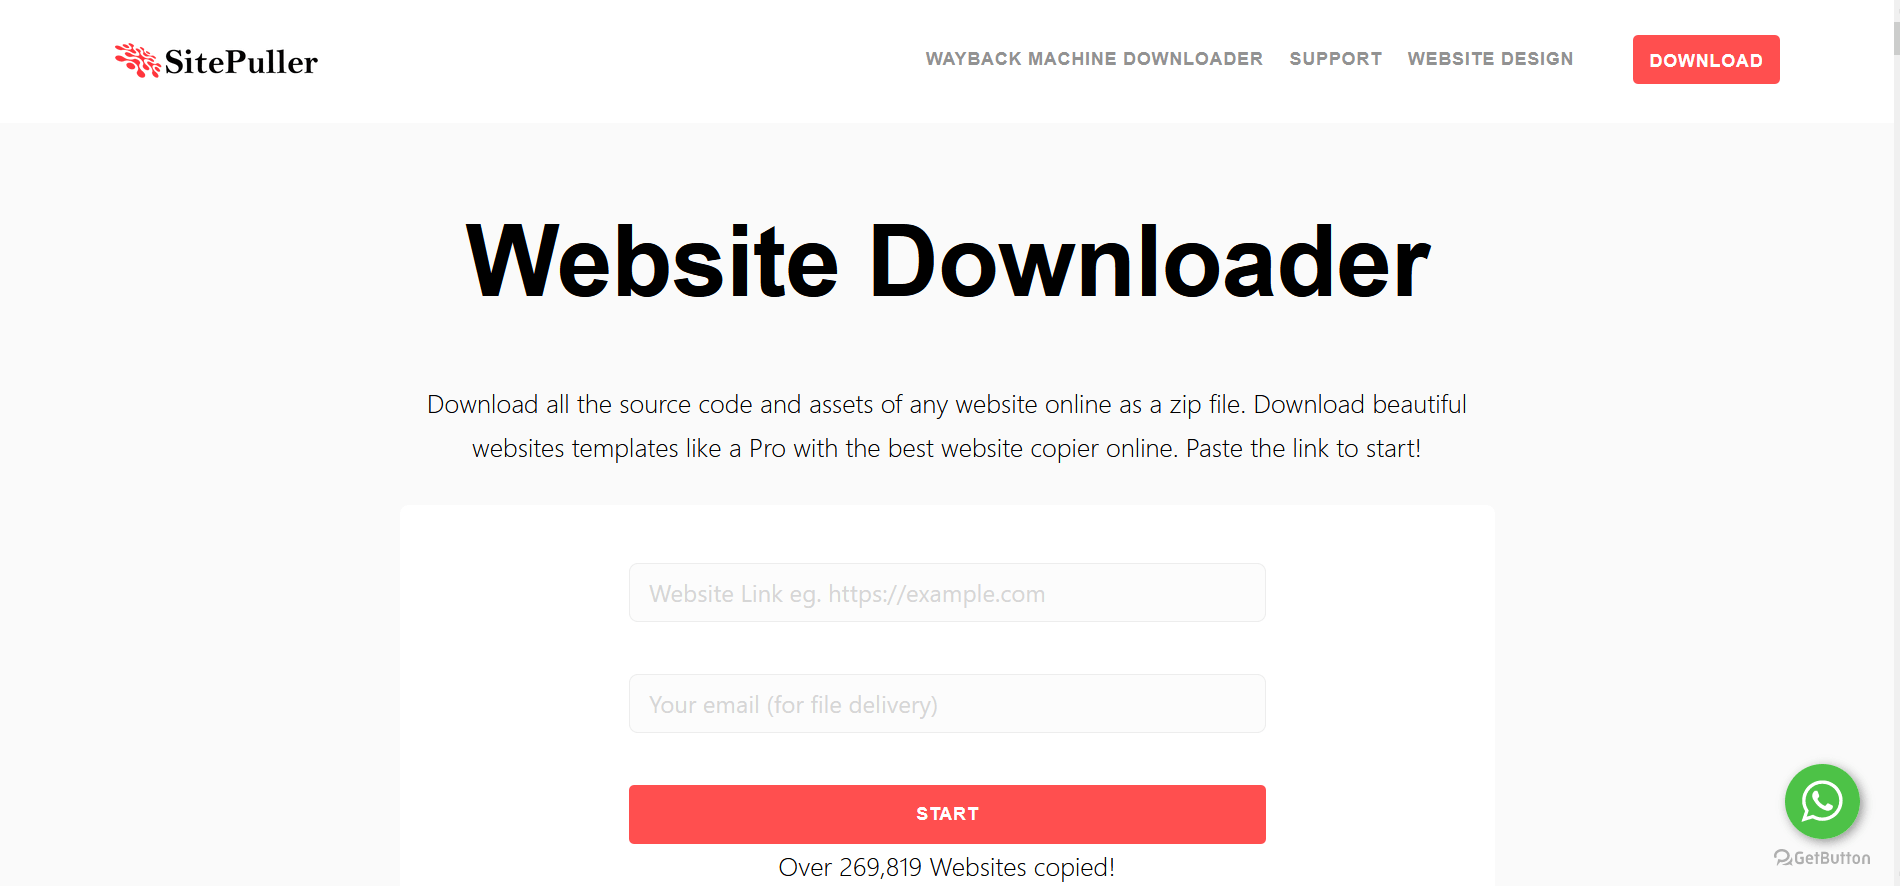 SitePuller
WAYBACK MACHINE DOWNLOADER SUPPORT WEBSITE DESIGN DOWNLOAD
Website Downloader
Download all the source code and assets of any website online as a zip file. Download beautiful
websites templates like a Pro with the best website copier online. Paste the link to start!
Website Link eg. https://example.com
Your email (for file delivery)
START
Over 269,819 Websites copied!
GetButton